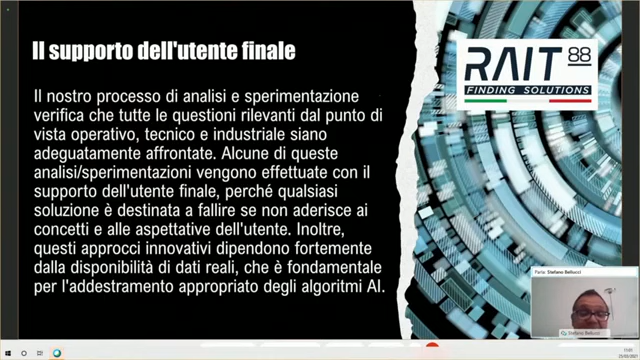 Il supporto dell'utente finale
RAIT 88
FINDING SOLUTIONS
Il nostro processo di analisi e sperimentazione
verifica che tutte le questioni rilevanti dal punto di
vista operativo, tecnico e industriale siano
adeguatamente affrontate. Alcune di queste
analisi/sperimentazioni vengono effettuate con il
supporto dell'utente finale, perché qualsiasi
soluzione è destinata a fallire se non aderisce ai
concetti e alle aspettative dell'utente. Inoltre,
questi approcci innovativi dipendono fortemente
dalla disponibilità di dati reali, che è fondamentale
per l'addestramento appropriato degli algoritmi AI.
Parla: Stefano Bellucci
Stefano Bellucci
11:01